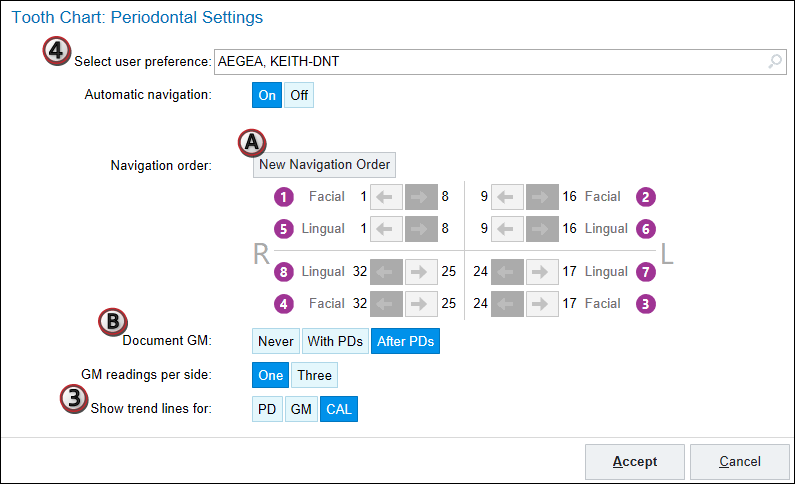 Tooth Chart: Periodontal Settings
4 Select user preference: AEGEA, KEITH-DNT
Automatic navigation: On Off
A
Navigation order: New Navigation Order
1 Facial 1 8 9 16 Facial 2
5 Lingual 1 8 9 16 Lingual 6
R L
8 Lingual 32 25 24 17 Lingual 7
4 Facial 32 25 24 17 Facial 3
B
Document GM: Never With PDs After PDs
GM readings per side: One Three
3 Show trend lines for: PD GM CAL
Accept Cancel